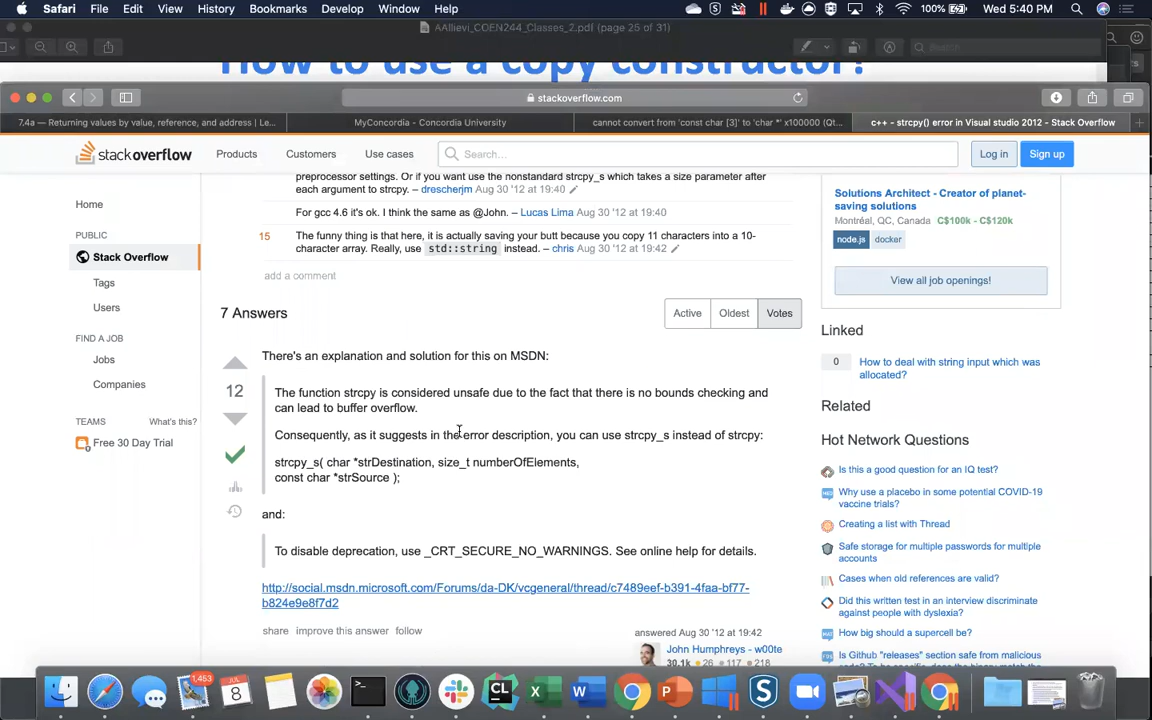 Safari File Edit View History Bookmarks Develop Window Help 100% Wed 5:40 PM
AAllievi_COEN244_Classes_2.pdf (page 25 of 31)
Search
How to use a copy constructor?
stackoverflow.com
7.4a — Returning values by value, reference, and address | Le...
MyConcordia - Concordia University
cannot convert from 'const char [3]' to 'char *' x100000 (Qt...
c++ - strcpy() error in Visual studio 2012 - Stack Overflow
stackoverflow Products Customers Use cases Search... Log in Sign up
Home
PUBLIC
Stack Overflow
Tags
Users
FIND A JOB
Jobs
Companies
TEAMS What's this?
Free 30 Day Trial
preprocessor settings. Or if you want use the nonstandard strcpy_s which takes a size parameter after
each argument to strcpy. – drescherjm Aug 30 '12 at 19:40
For gcc 4.6 it's ok. I think the same as @John. – Lucas Lima Aug 30 '12 at 19:40
15 The funny thing is that here, it is actually saving your butt because you copy 11 characters into a 10-
character array. Really, use std::string instead. – chris Aug 30 '12 at 19:42
add a comment
7 Answers
Active Oldest Votes
12
There's an explanation and solution for this on MSDN:
The function strcpy is considered unsafe due to the fact that there is no bounds checking and
can lead to buffer overflow.
Consequently, as it suggests in the error description, you can use strcpy_s instead of strcpy:
strcpy_s( char *strDestination, size_t numberOfElements,
const char *strSource );
and:
To disable deprecation, use _CRT_SECURE_NO_WARNINGS. See online help for details.
http://social.msdn.microsoft.com/Forums/da-DK/vcgeneral/thread/c7489eef-b391-4faa-bf77-
b824e9e8f7d2
share improve this answer follow
answered Aug 30 '12 at 19:42
John Humphreys - w00te
30.1k 26 117 218
Solutions Architect - Creator of planet-
saving solutions
Montréal, QC, Canada C$100k - C$120k
node.js docker
View all job openings!
Linked
0 How to deal with string input which was
allocated?
Related
Hot Network Questions
Is this a good question for an IQ test?
Why use a placebo in some potential COVID-19
vaccine trials?
Creating a list with Thread
Safe storage for multiple passwords for multiple
accounts
Cases when old references are valid?
Did this written test in an interview discriminate
against people with dyslexia?
How big should a supercell be?
Is Github "releases" section safe from malicious
1,453
JUL
8